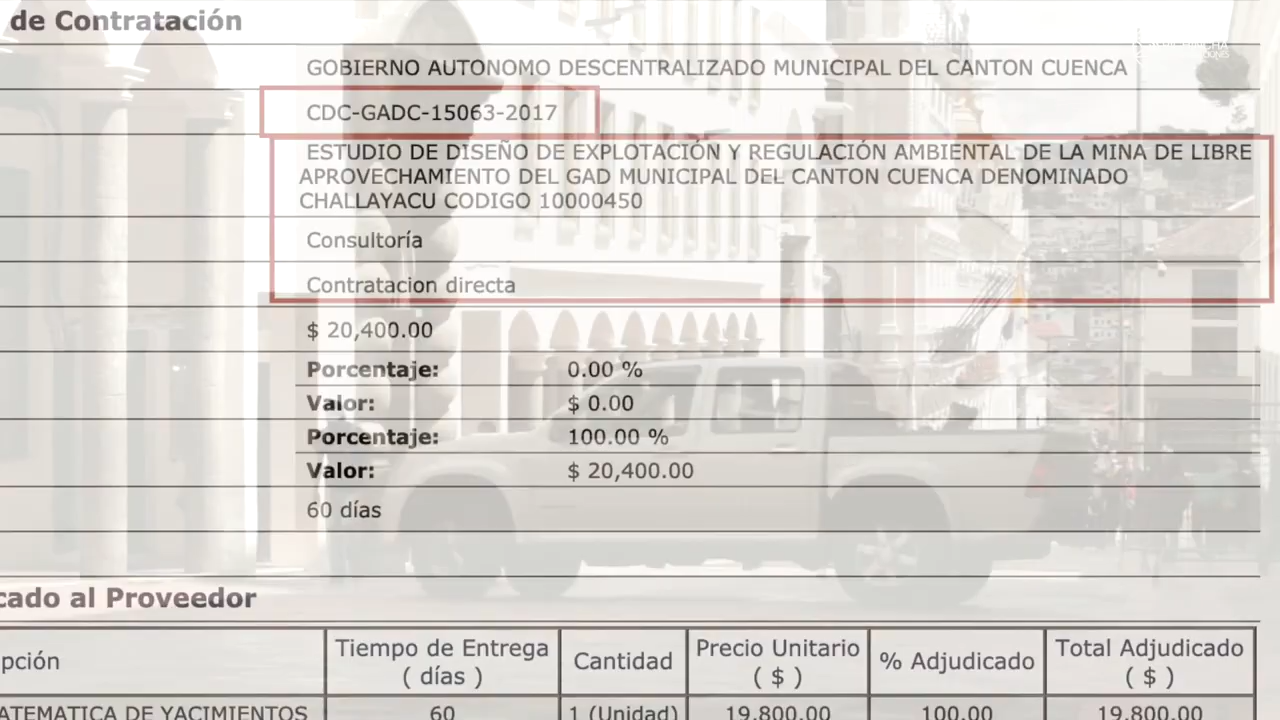 de Contratación
GOBIERNO AUTONOMO DESCENTRALIZADO MUNICIPAL DEL CANTON CUENCA
CDC-GADC-15063-2017
ESTUDIO DE DISEÑO DE EXPLOTACIÓN Y REGULACIÓN AMBIENTAL DE LA MINA DE LIBRE
APROVECHAMIENTO DEL GAD MUNICIPAL DEL CANTON CUENCA DENOMINADO
CHALLAYACU CODIGO 10000450
Consultoría
Contratacion directa
$ 20,400.00
Porcentaje: 0.00 %
Valor: $ 0.00
Porcentaje: 100.00 %
Valor: $ 20,400.00
60 días
cado al Proveedor
pción Tiempo de Entrega ( días ) Cantidad Precio Unitario ( $ ) % Adjudicado Total Adjudicado ( $ )
ATEMATICA DE YACIMIENTOS 60 1 (Unidad) 19,800.00 100.00 19,800.00